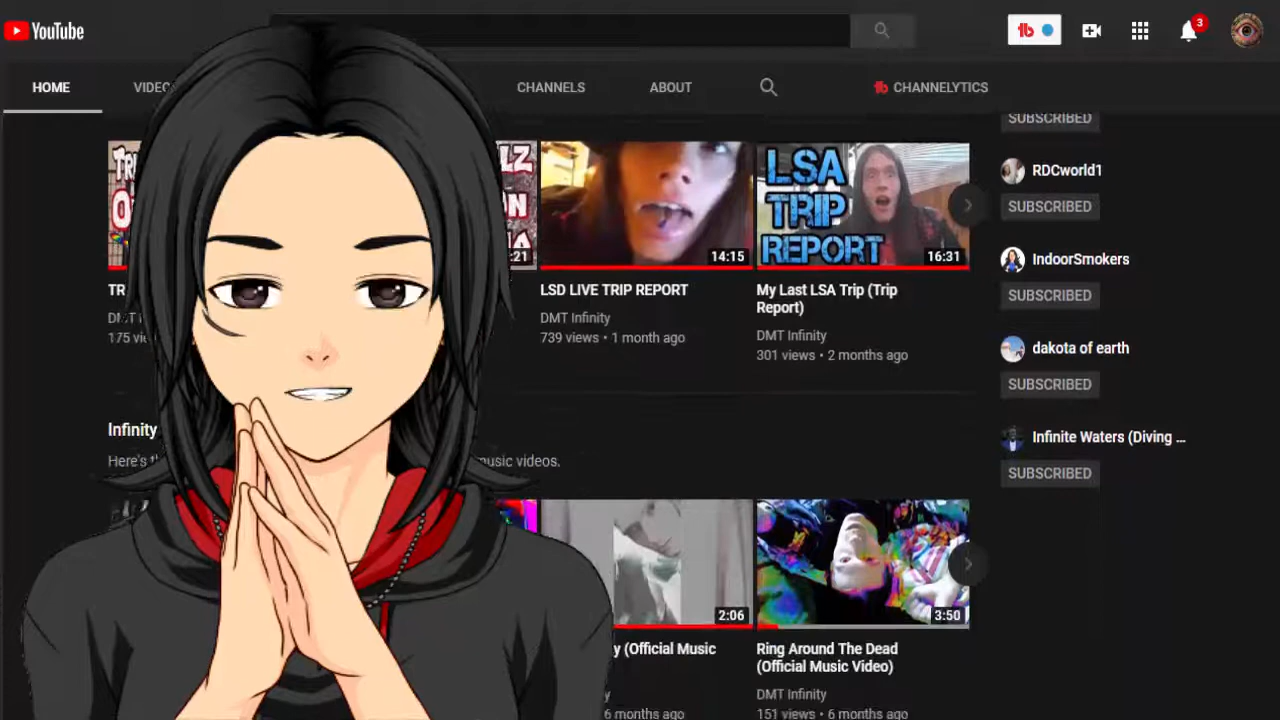 YouTube
3
HOME
CHANNELS
ABOUT
CHANNELYTICS
SUBSCRIBED
RDCworld1
SUBSCRIBED
IndoorSmokers
SUBSCRIBED
dakota of earth
SUBSCRIBED
Infinite Waters (Diving ...
SUBSCRIBED
LSA
TRIP
REPORT
14:15
16:31
LSD LIVE TRIP REPORT
DMT Infinity
739 views • 1 month ago
My Last LSA Trip (Trip
Report)
DMT Infinity
301 views • 2 months ago
Infinity
music videos.
2:06
3:50
(Official Music
6 months ago
Ring Around The Dead
(Official Music Video)
DMT Infinity
151 views • 6 months ago